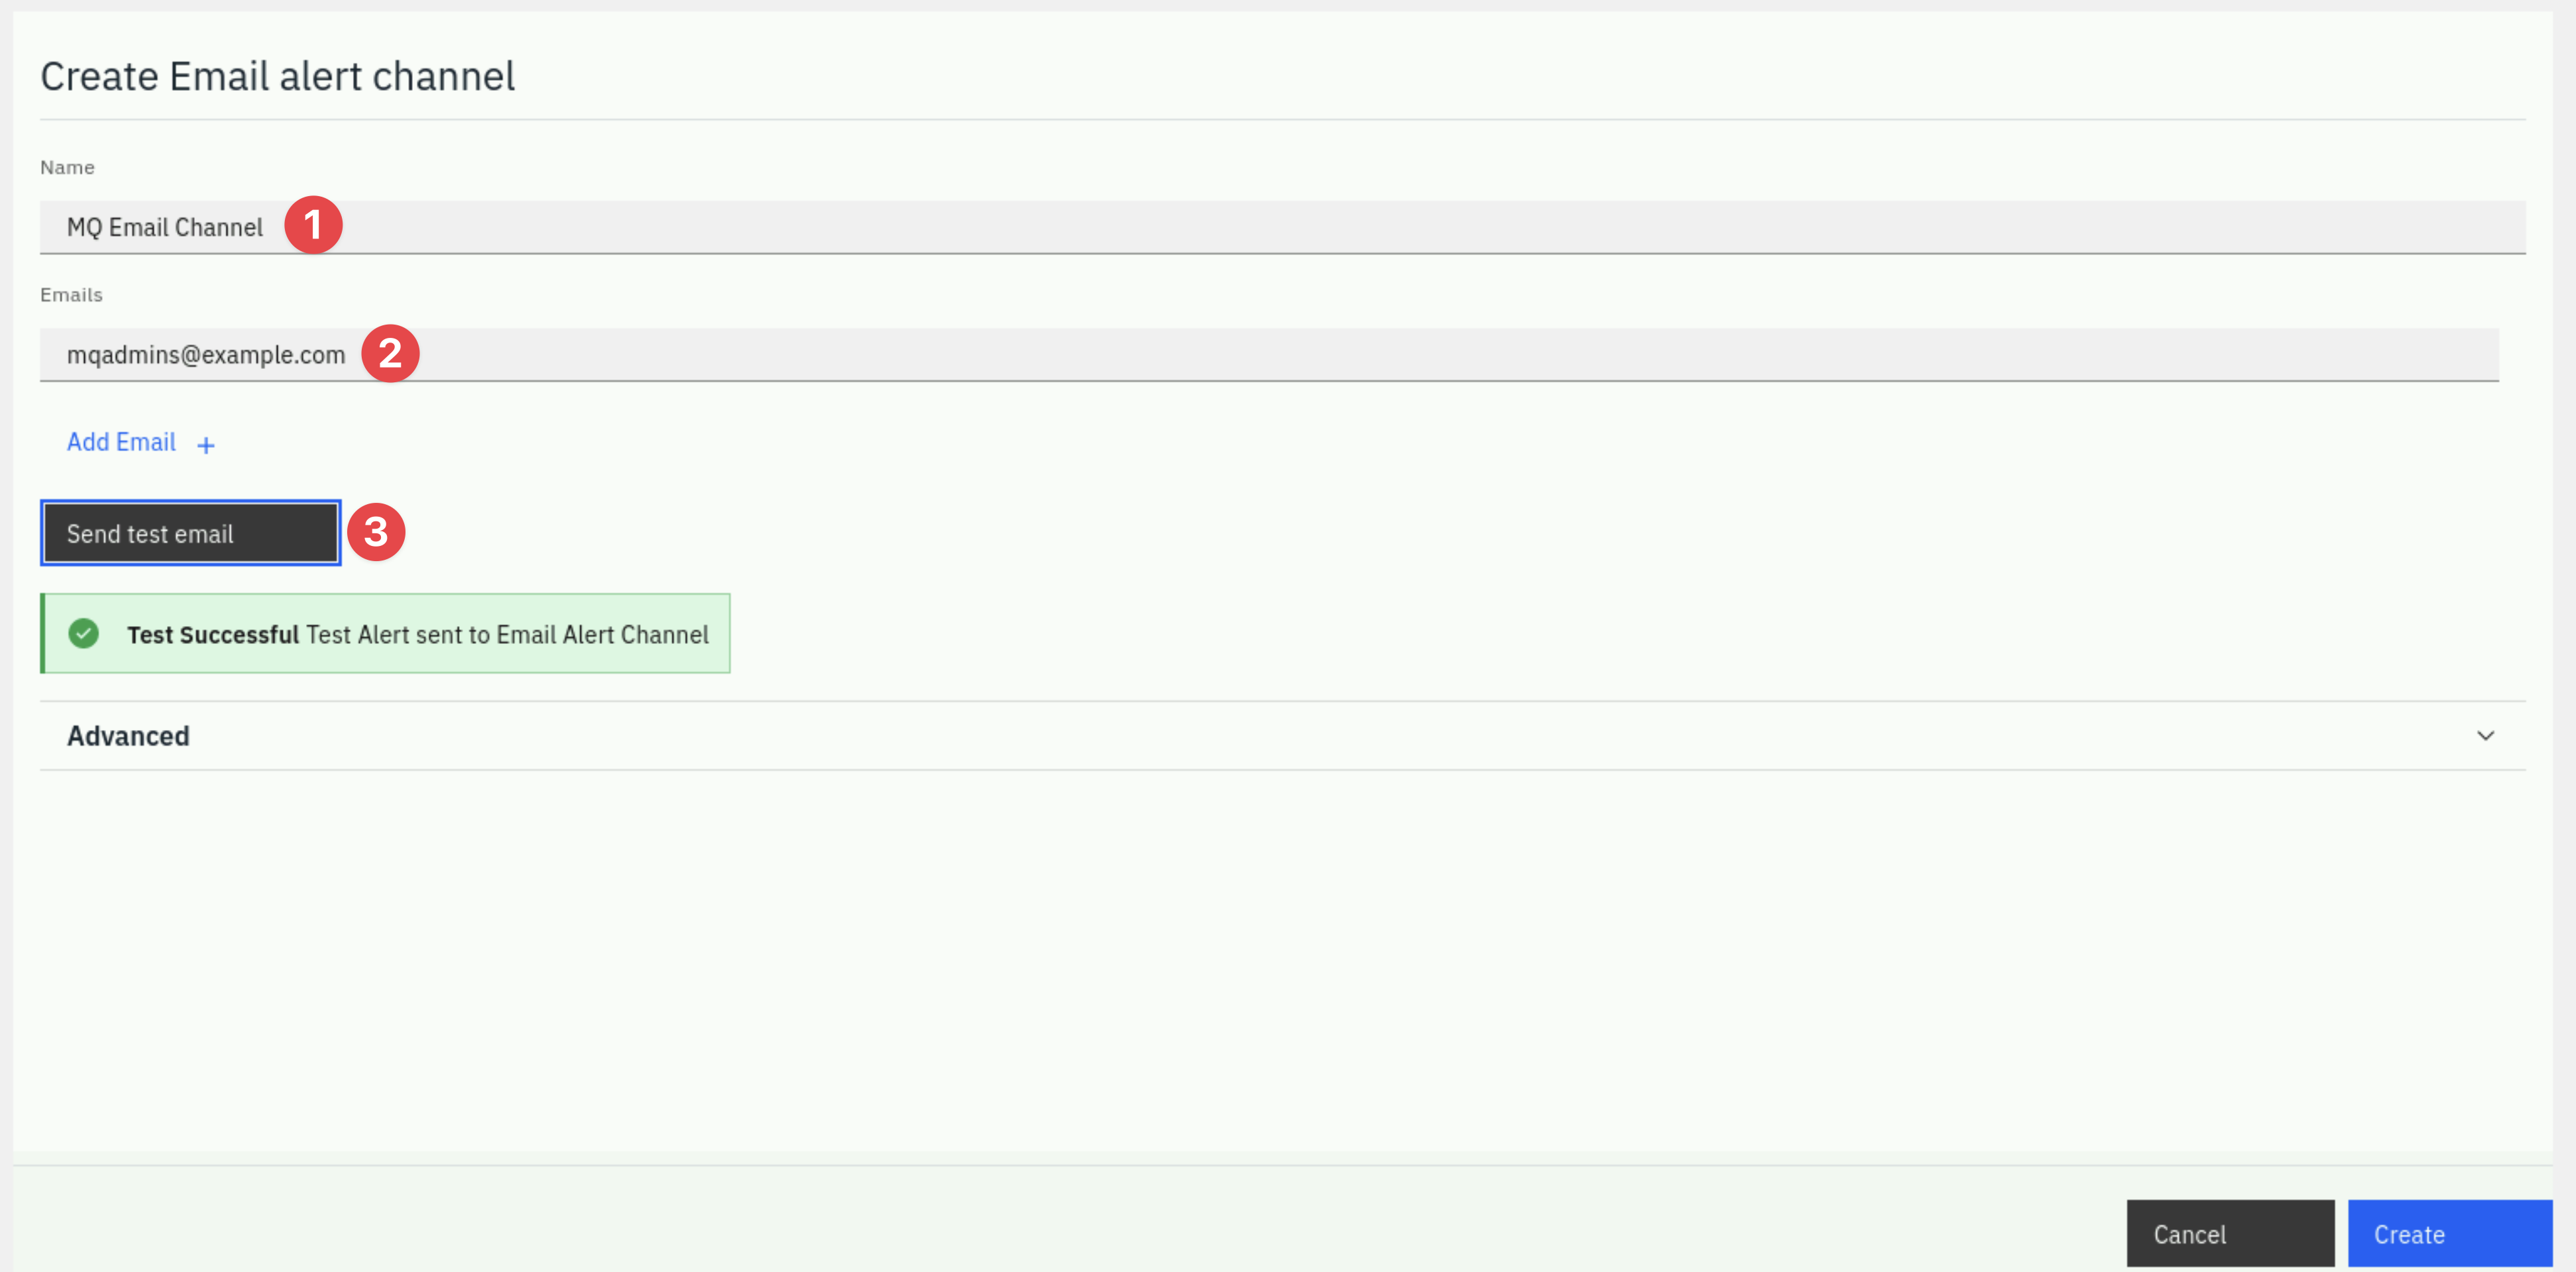 Create Email alert channel
Name
MQ Email Channel 1
Emails
mqadmins@example.com 2
Add Email +
Send test email 3
Test Successful Test Alert sent to Email Alert Channel
Advanced
Cancel Create